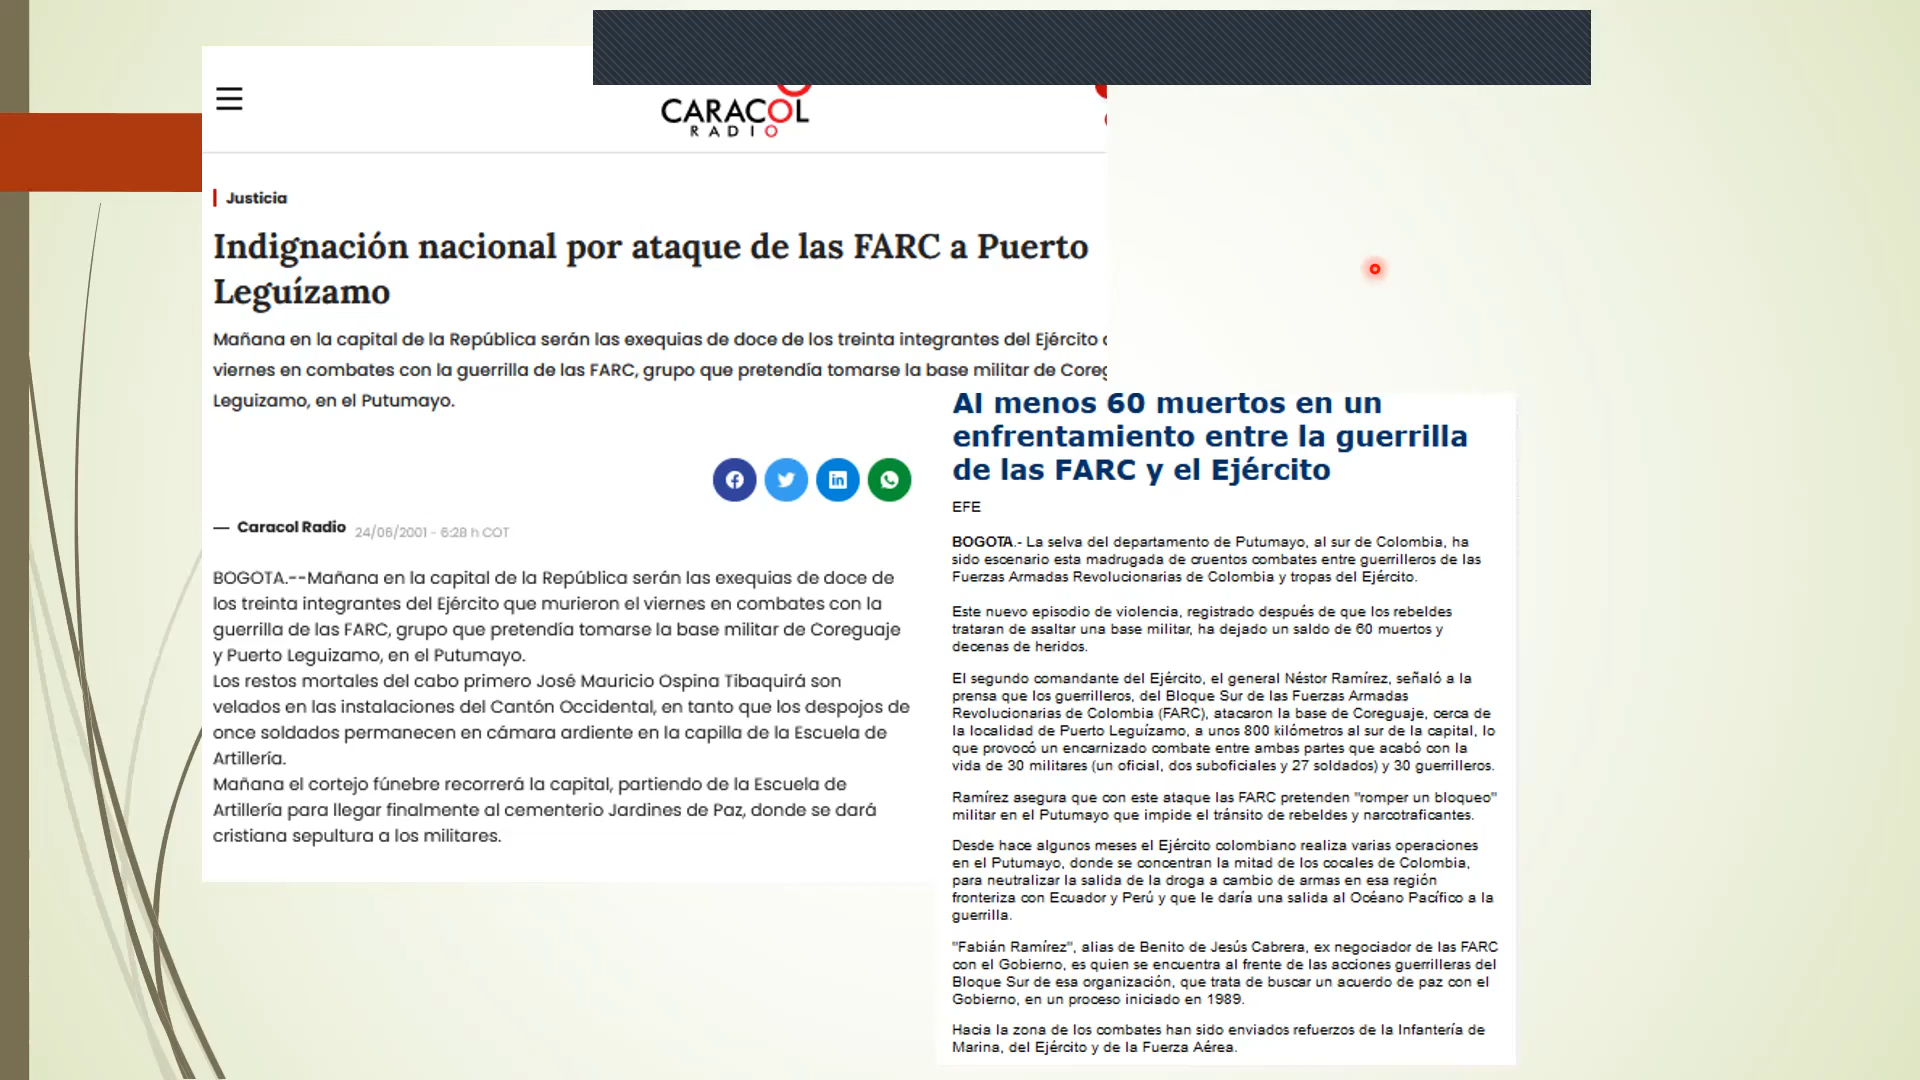 CARACOL
RADIO
Justicia
Indignación nacional por ataque de las FARC a Puerto
Leguízamo
Mañana en la capital de la República serán las exequias de doce de los treinta integrantes del Ejército
viernes en combates con la guerrilla de las FARC, grupo que pretendía tomarse la base militar de
Leguizamo, en el Putumayo.
— Caracol Radio 24/06/2001 - 6:28 h COT
BOGOTA.--Mañana en la capital de la República serán las exequias de doce de
los treinta integrantes del Ejército que murieron el viernes en combates con la
guerrilla de las FARC, grupo que pretendía tomarse la base militar de Coreguaje
y Puerto Leguizamo, en el Putumayo.
Los restos mortales del cabo primero José Mauricio Ospina Tibaquirá son
velados en las instalaciones del Cantón Occidental, en tanto que los despojos de
once soldados permanecen en cámara ardiente en la capilla de la Escuela de
Artillería.
Mañana el cortejo fúnebre recorrerá la capital, partiendo de la Escuela de
Artillería para llegar finalmente al cementerio Jardines de Paz, donde se dará
cristiana sepultura a los militares.
Al menos 60 muertos en un
enfrentamiento entre la guerrilla
de las FARC y el Ejército
EFE
BOGOTA.- La selva del departamento de Putumayo, al sur de Colombia, ha
sido escenario esta madrugada de cruentos combates entre guerrilleros de las
Fuerzas Armadas Revolucionarias de Colombia y tropas del Ejército.
Este nuevo episodio de violencia, registrado después de que los rebeldes
trataran de asaltar una base militar, ha dejado un saldo de 60 muertos y
decenas de heridos.
El segundo comandante del Ejército, el general Néstor Ramírez, señaló a la
prensa que los guerrilleros, del Bloque Sur de las Fuerzas Armadas
Revolucionarias de Colombia (FARC), atacaron la base de Coreguaje, cerca de
la localidad de Puerto Leguízamo, a unos 800 kilómetros al sur de la capital, lo
que provocó un encarnizado combate entre ambas partes que acabó con la
vida de 30 militares (un oficial, dos suboficiales y 27 soldados) y 30 guerrilleros.
Ramírez asegura que con este ataque las FARC pretenden "romper un bloqueo"
militar en el Putumayo que impide el tránsito de rebeldes y narcotraficantes.
Desde hace algunos meses el Ejército colombiano realiza varias operaciones
en el Putumayo, donde se concentran la mitad de los cocales de Colombia,
para neutralizar la salida de la droga a cambio de armas en esa región
fronteriza con Ecuador y Perú y que le daría una salida al Océano Pacífico a la
guerrilla.
"Fabián Ramírez", alias de Benito de Jesús Cabrera, ex negociador de las FARC
con el Gobierno, es quien se encuentra al frente de las acciones guerrilleras del
Bloque Sur de esa organización, que trata de buscar un acuerdo de paz con el
Gobierno, en un proceso iniciado en 1989.
Hacia la zona de los combates han sido enviados refuerzos de la Infantería de
Marina, del Ejército y de la Fuerza Aérea.